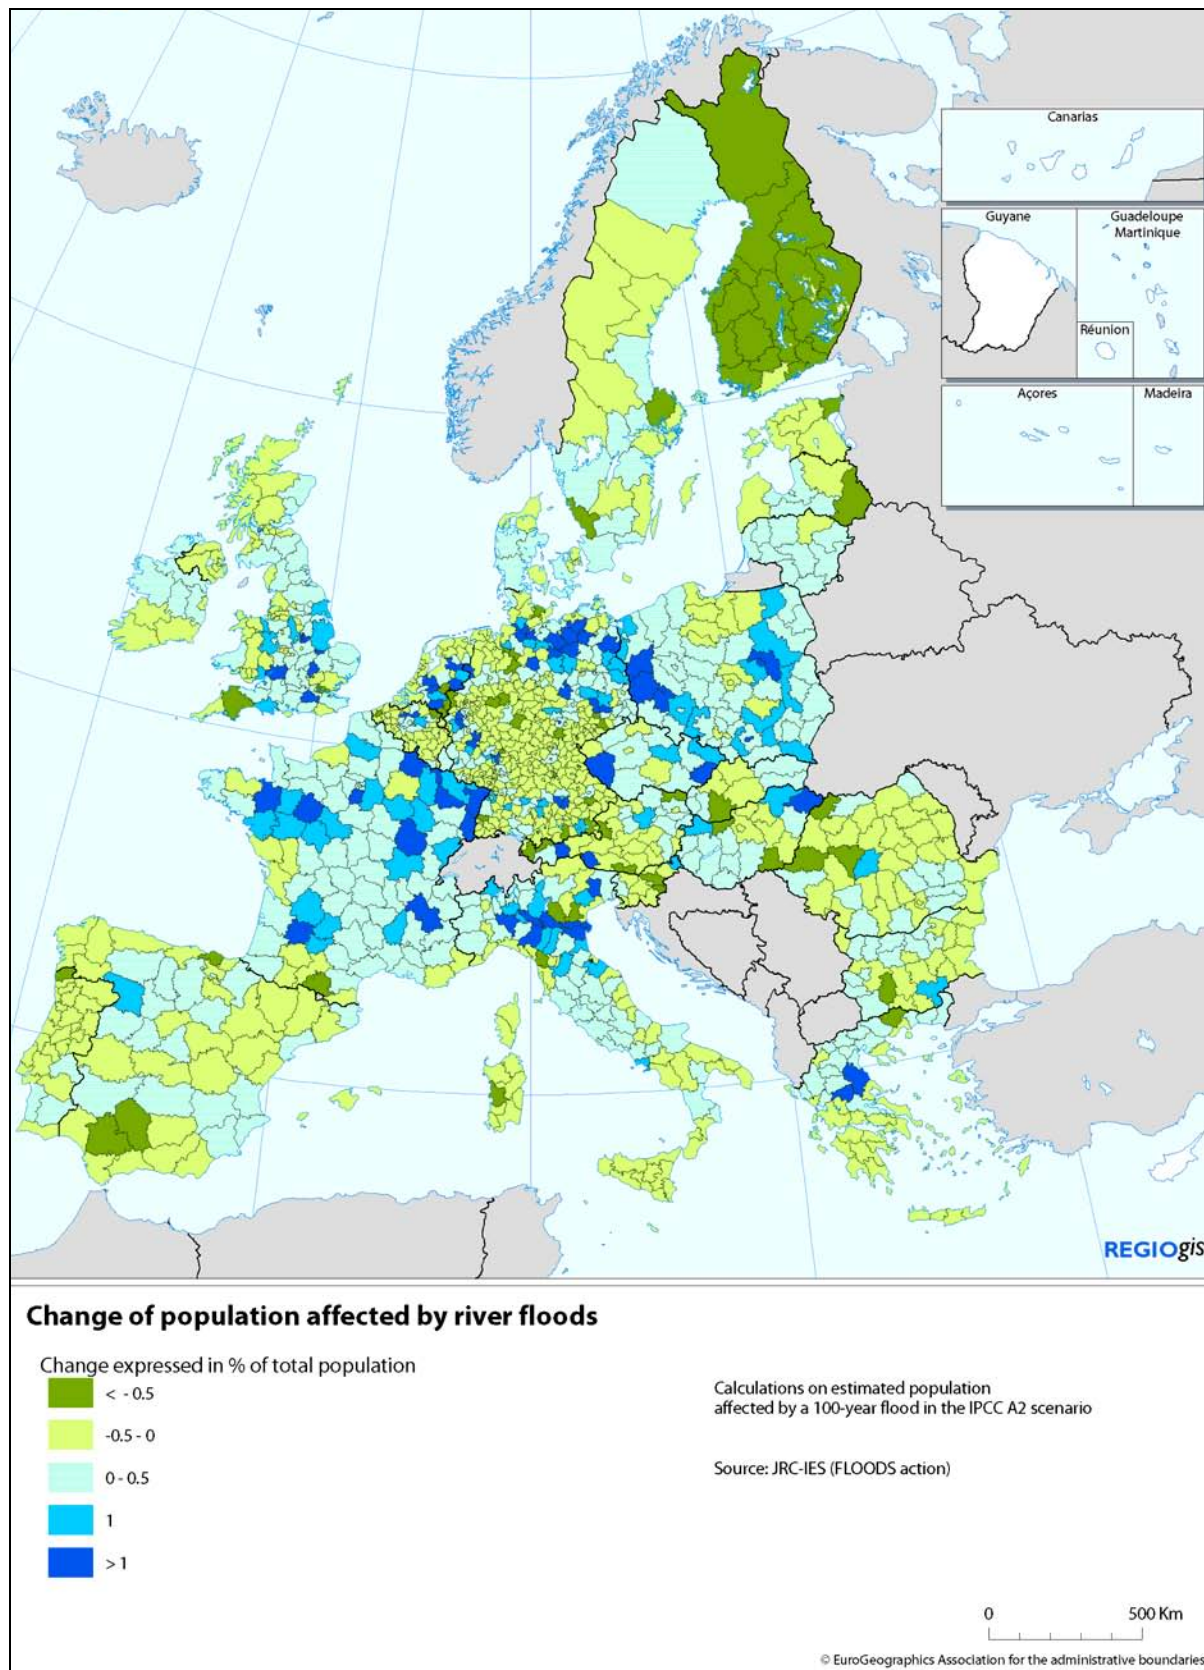 Canarias
Guyane
Guadeloupe
Martinique
Réunion
Açores
Madeira
REGIOgis
Change of population affected by river floods
Change expressed in % of total population
< - 0.5
-0.5 - 0
0 - 0.5
1
> 1
Calculations on estimated population
affected by a 100-year flood in the IPCC A2 scenario
Source: JRC-IES (FLOODS action)
0 500 Km
© EuroGeographics Association for the administrative boundaries